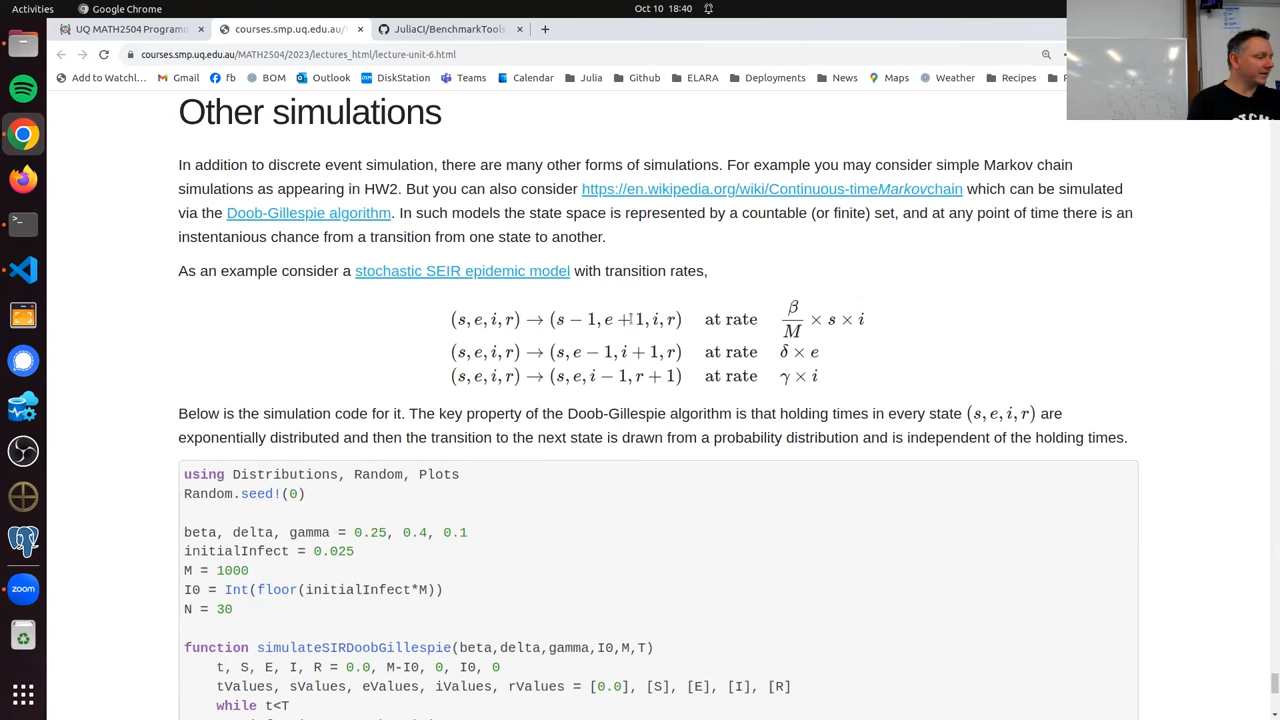 Activities
Google Chrome
Oct 10 18:40
UQ MATH2504 Programm
courses.smp.uq.edu.au/
JuliaCI/BenchmarkTools
courses.smp.uq.edu.au/MATH2504/2023/lectures_html/lecture-unit-6.html
Add to Watchl… Gmail fb BOM Outlook DiskStation Teams Calendar Julia Github ELARA Deployments News Maps Weather Recipes
Other simulations
In addition to discrete event simulation, there are many other forms of simulations. For example you may consider simple Markov chain
simulations as appearing in HW2. But you can also consider https://en.wikipedia.org/wiki/Continuous-timeMarkovchain which can be simulated
via the Doob-Gillespie algorithm. In such models the state space is represented by a countable (or finite) set, and at any point of time there is an
instentanious chance from a transition from one state to another.
As an example consider a stochastic SEIR epidemic model with transition rates,
(s, e, i, r) → (s − 1, e + 1, i, r) at rate β/M × s × i
(s, e, i, r) → (s, e − 1, i + 1, r) at rate δ × e
(s, e, i, r) → (s, e, i − 1, r + 1) at rate γ × i
Below is the simulation code for it. The key property of the Doob-Gillespie algorithm is that holding times in every state (s, e, i, r) are
exponentially distributed and then the transition to the next state is drawn from a probability distribution and is independent of the holding times.
using Distributions, Random, Plots
Random.seed!(0)
beta, delta, gamma = 0.25, 0.4, 0.1
initialInfect = 0.025
M = 1000
I0 = Int(floor(initialInfect*M))
N = 30
function simulateSIRDoobGillespie(beta,delta,gamma,I0,M,T)
t, S, E, I, R = 0.0, M-I0, 0, I0, 0
tValues, sValues, eValues, iValues, rValues = [0.0], [S], [E], [I], [R]
while t<T
zoom